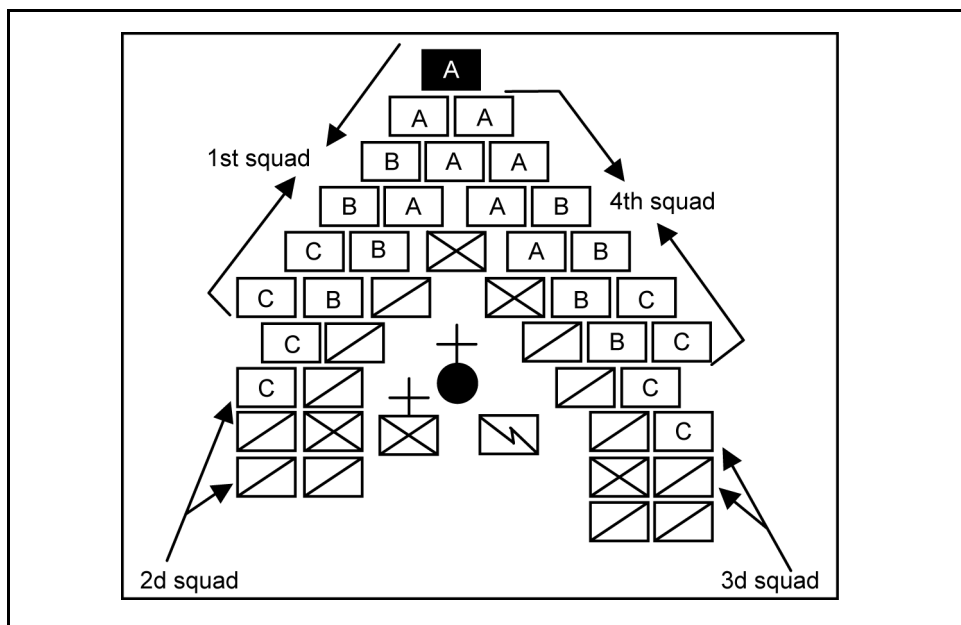 A
A A
B A A
1st squad
B A A B
4th squad
C B A B
C B B C
C B C
C C
C
2d squad
3d squad